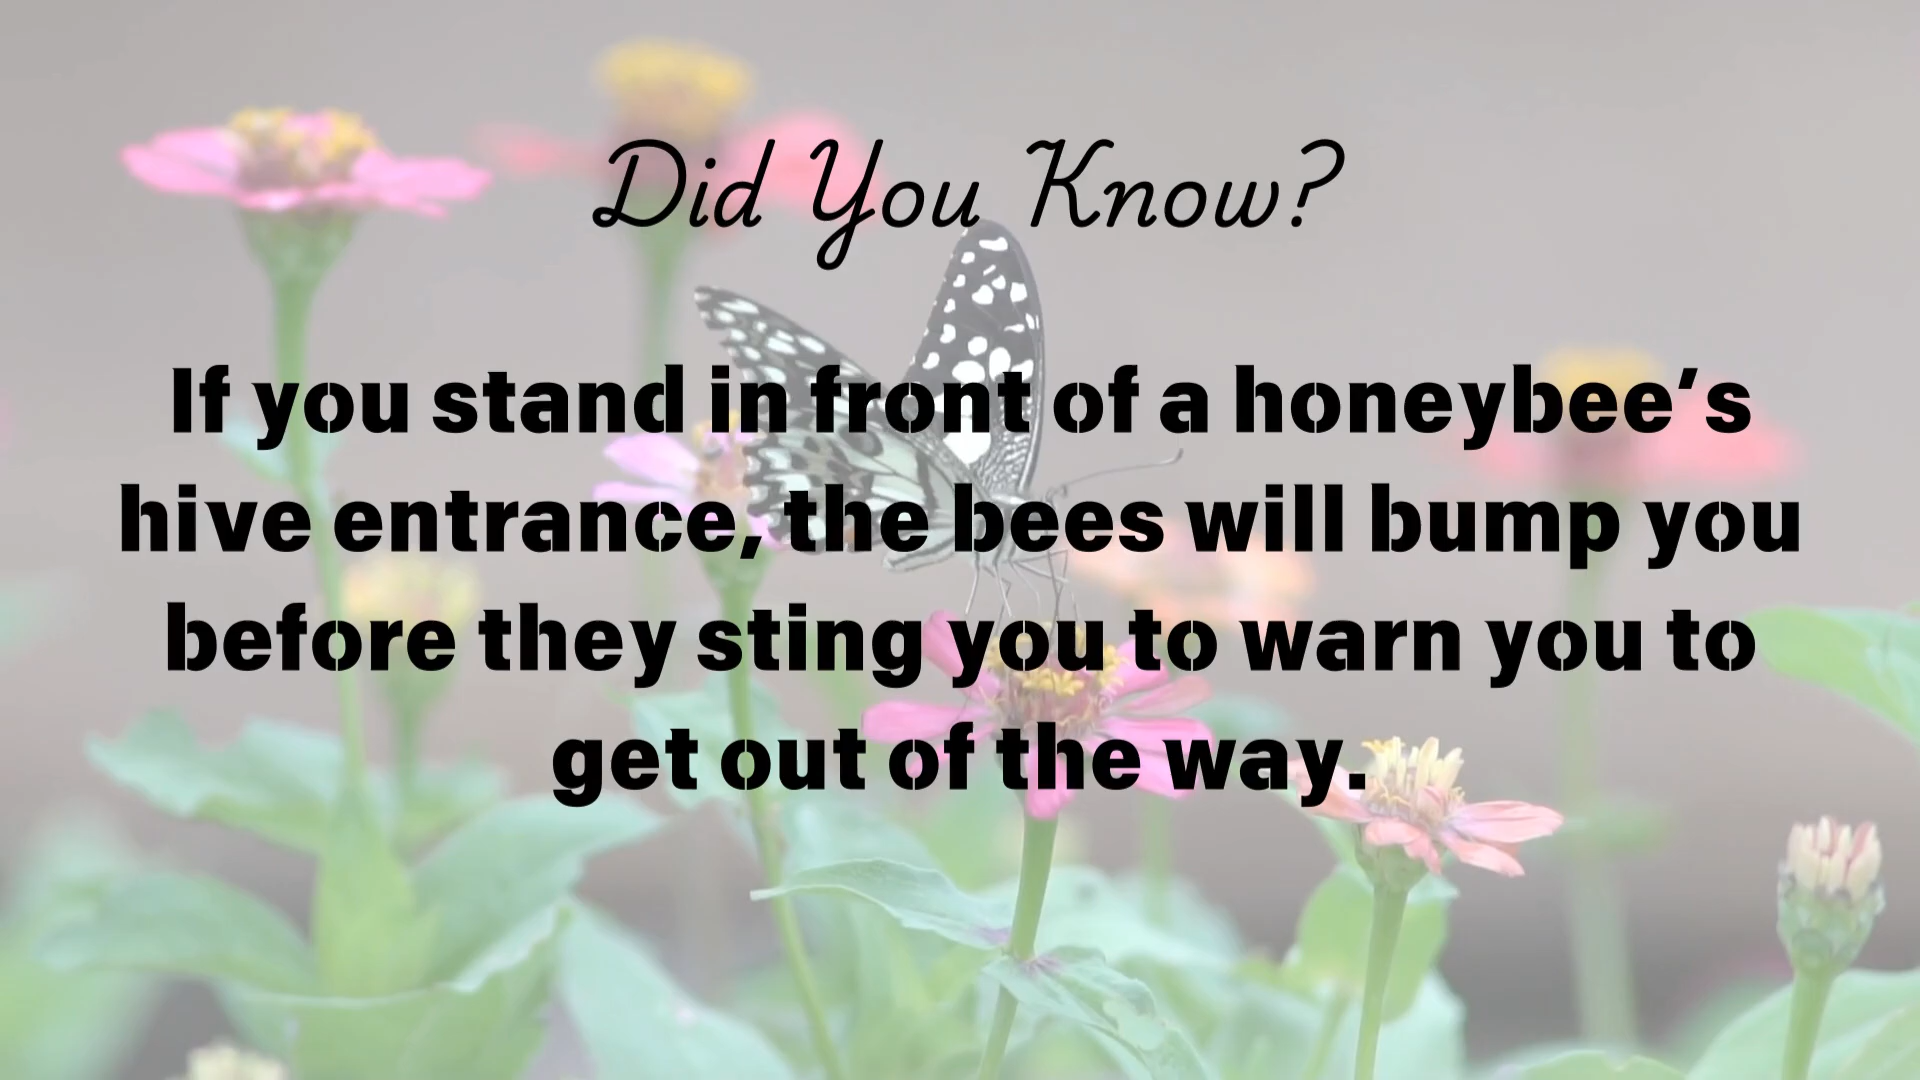 Did You Know?
If you stand in front of a honeybee’s
hive entrance, the bees will bump you
before they sting you to warn you to
get out of the way.